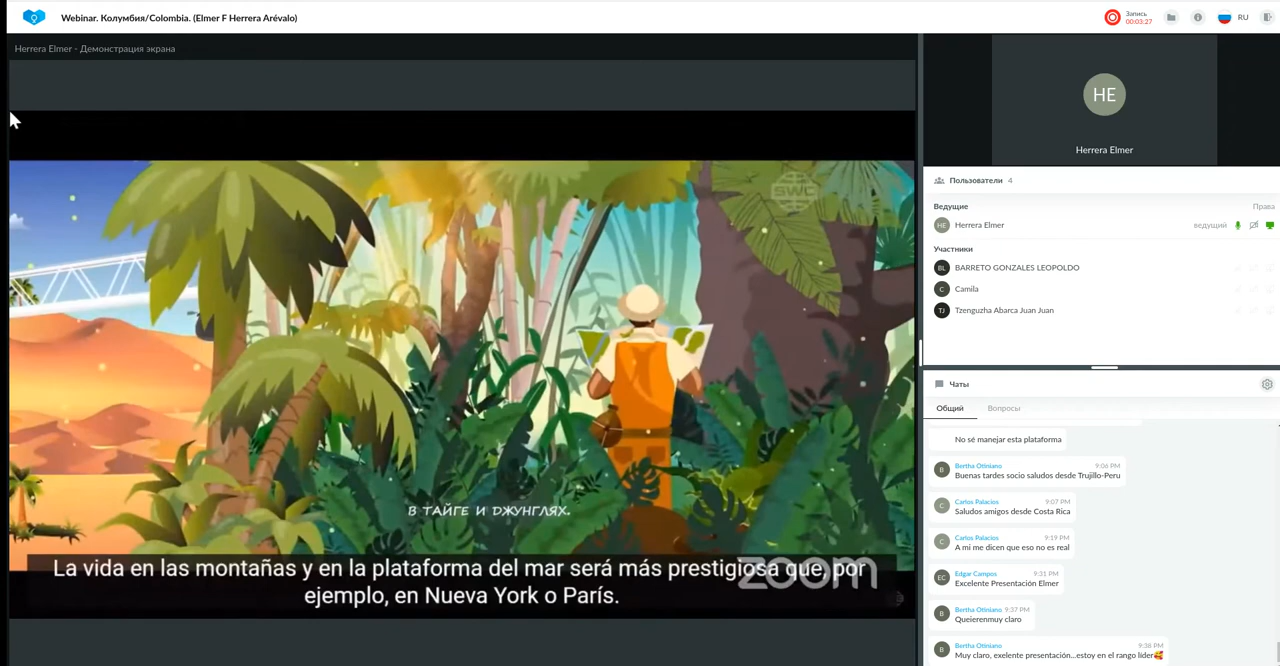 Webinar. Колумбия/Colombia. (Elmer F Herrera Arévalo)
Запись
00:03:27
RU
Herrera Elmer - Демонстрация экрана
SWC
В ТАЙГЕ И ДЖУНГЛЯХ.
zoom
La vida en las montañas y en la plataforma del mar será más prestigiosa que, por
ejemplo, en Nueva York o París.
HE
Herrera Elmer
Пользователи 4
Ведущие Права
HE Herrera Elmer ведущий
Участники
BL BARRETO GONZALES LEOPOLDO
C Camila
TJ Tzenguzha Abarca Juan Juan
Чаты
Общий Вопросы
No sé manejar esta plataforma
B Bertha Otiniano 9:06 PM
Buenas tardes socio saludos desde Trujillo-Peru
C Carlos Palacios 9:07 PM
Saludos amigos desde Costa Rica
C Carlos Palacios 9:19 PM
A mi me dicen que eso no es real
EC Edgar Campos 9:31 PM
Excelente Presentación Elmer
B Bertha Otiniano 9:37 PM
Queierenmuy claro
B Bertha Otiniano 9:38 PM
Muy claro, exelente presentación...estoy en el rango líder🥰